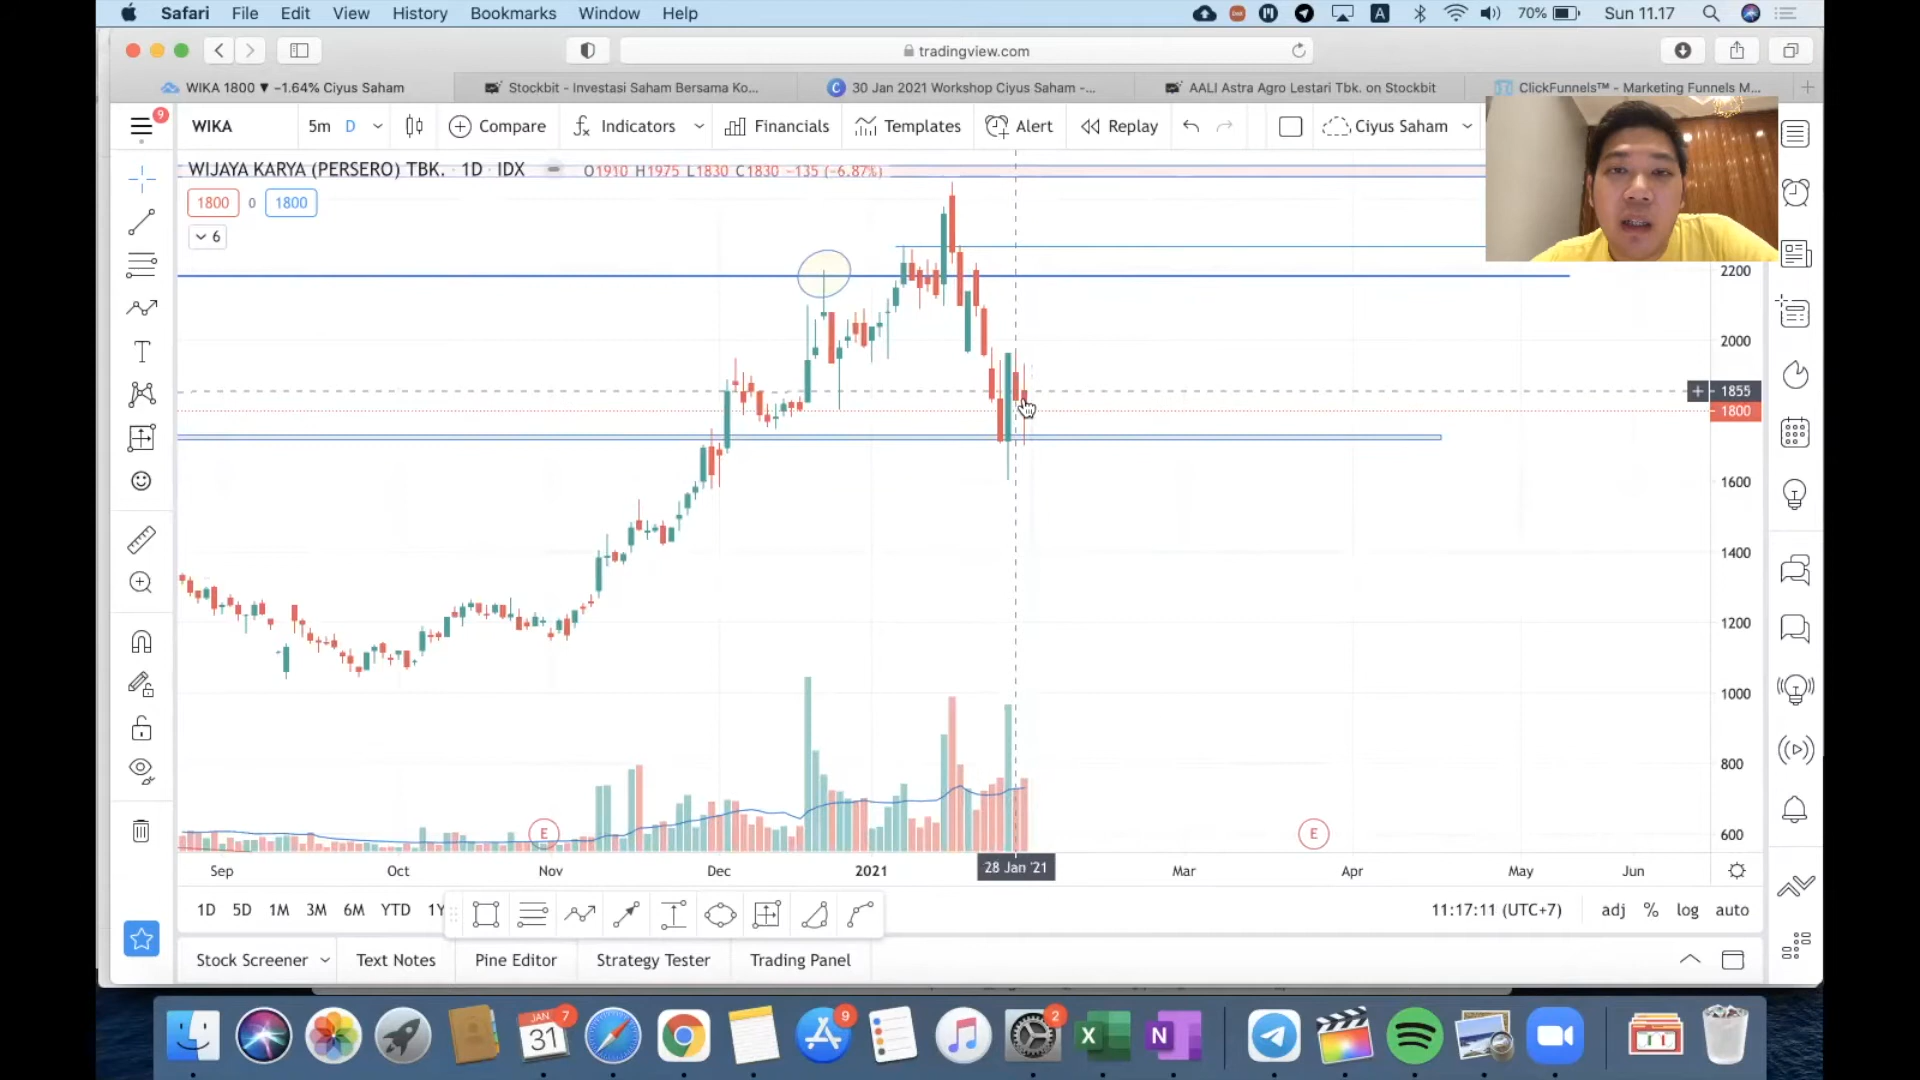 Safari File Edit View History Bookmarks Window Help
A 70% Sun 11.17
tradingview.com
WIKA 1800 ▼ −1.64% Ciyus Saham
Stockbit - Investasi Saham Bersama Ko...
C 30 Jan 2021 Workshop Ciyus Saham -...
AALI Astra Agro Lestari Tbk. on Stockbit
ClickFunnels™ - Marketing Funnels M...
9
WIKA 5m D Compare Indicators Financials Templates Alert Replay Ciyus Saham
WIJAYA KARYA (PERSERO) TBK. · 1D · IDX
O1910 H1975 L1830 C1830 −135 (−6.87%)
1800 0 1800
6
2200
2000
1855
1800
1600
1400
1200
1000
800
600
E E
Sep Oct Nov Dec 2021 28 Jan '21 Mar Apr May Jun
1D 5D 1M 3M 6M YTD 1Y
11:17:11 (UTC+7) adj % log auto
Stock Screener Text Notes Pine Editor Strategy Tester Trading Panel
JAN 31 7
9
2
X
N